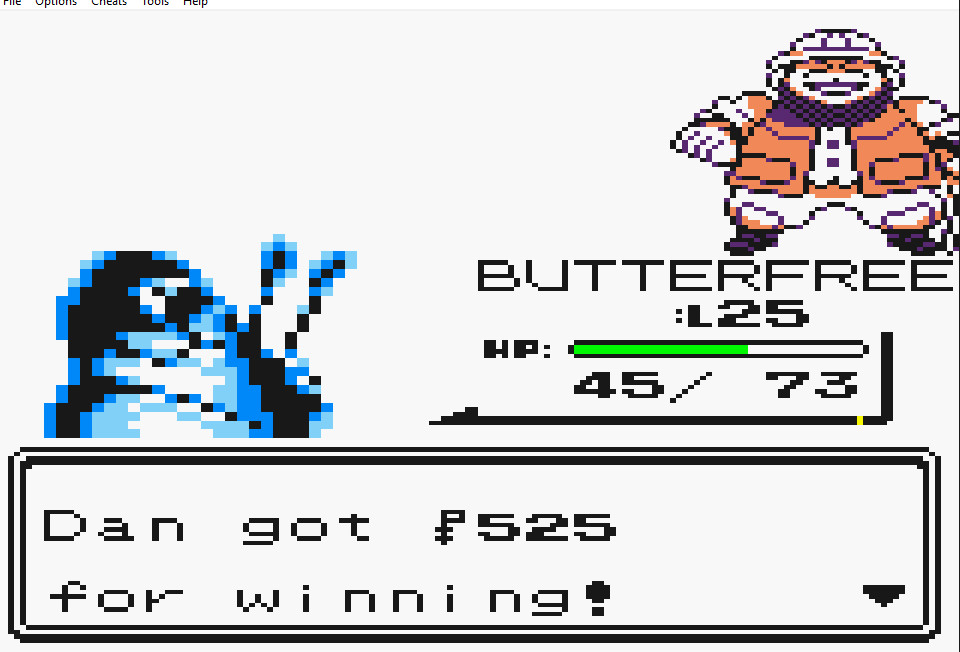 File Options Cheats Tools Help
BUTTERFREE
:L25
HP:
45/ 73
Dan got ₽525
for winning!